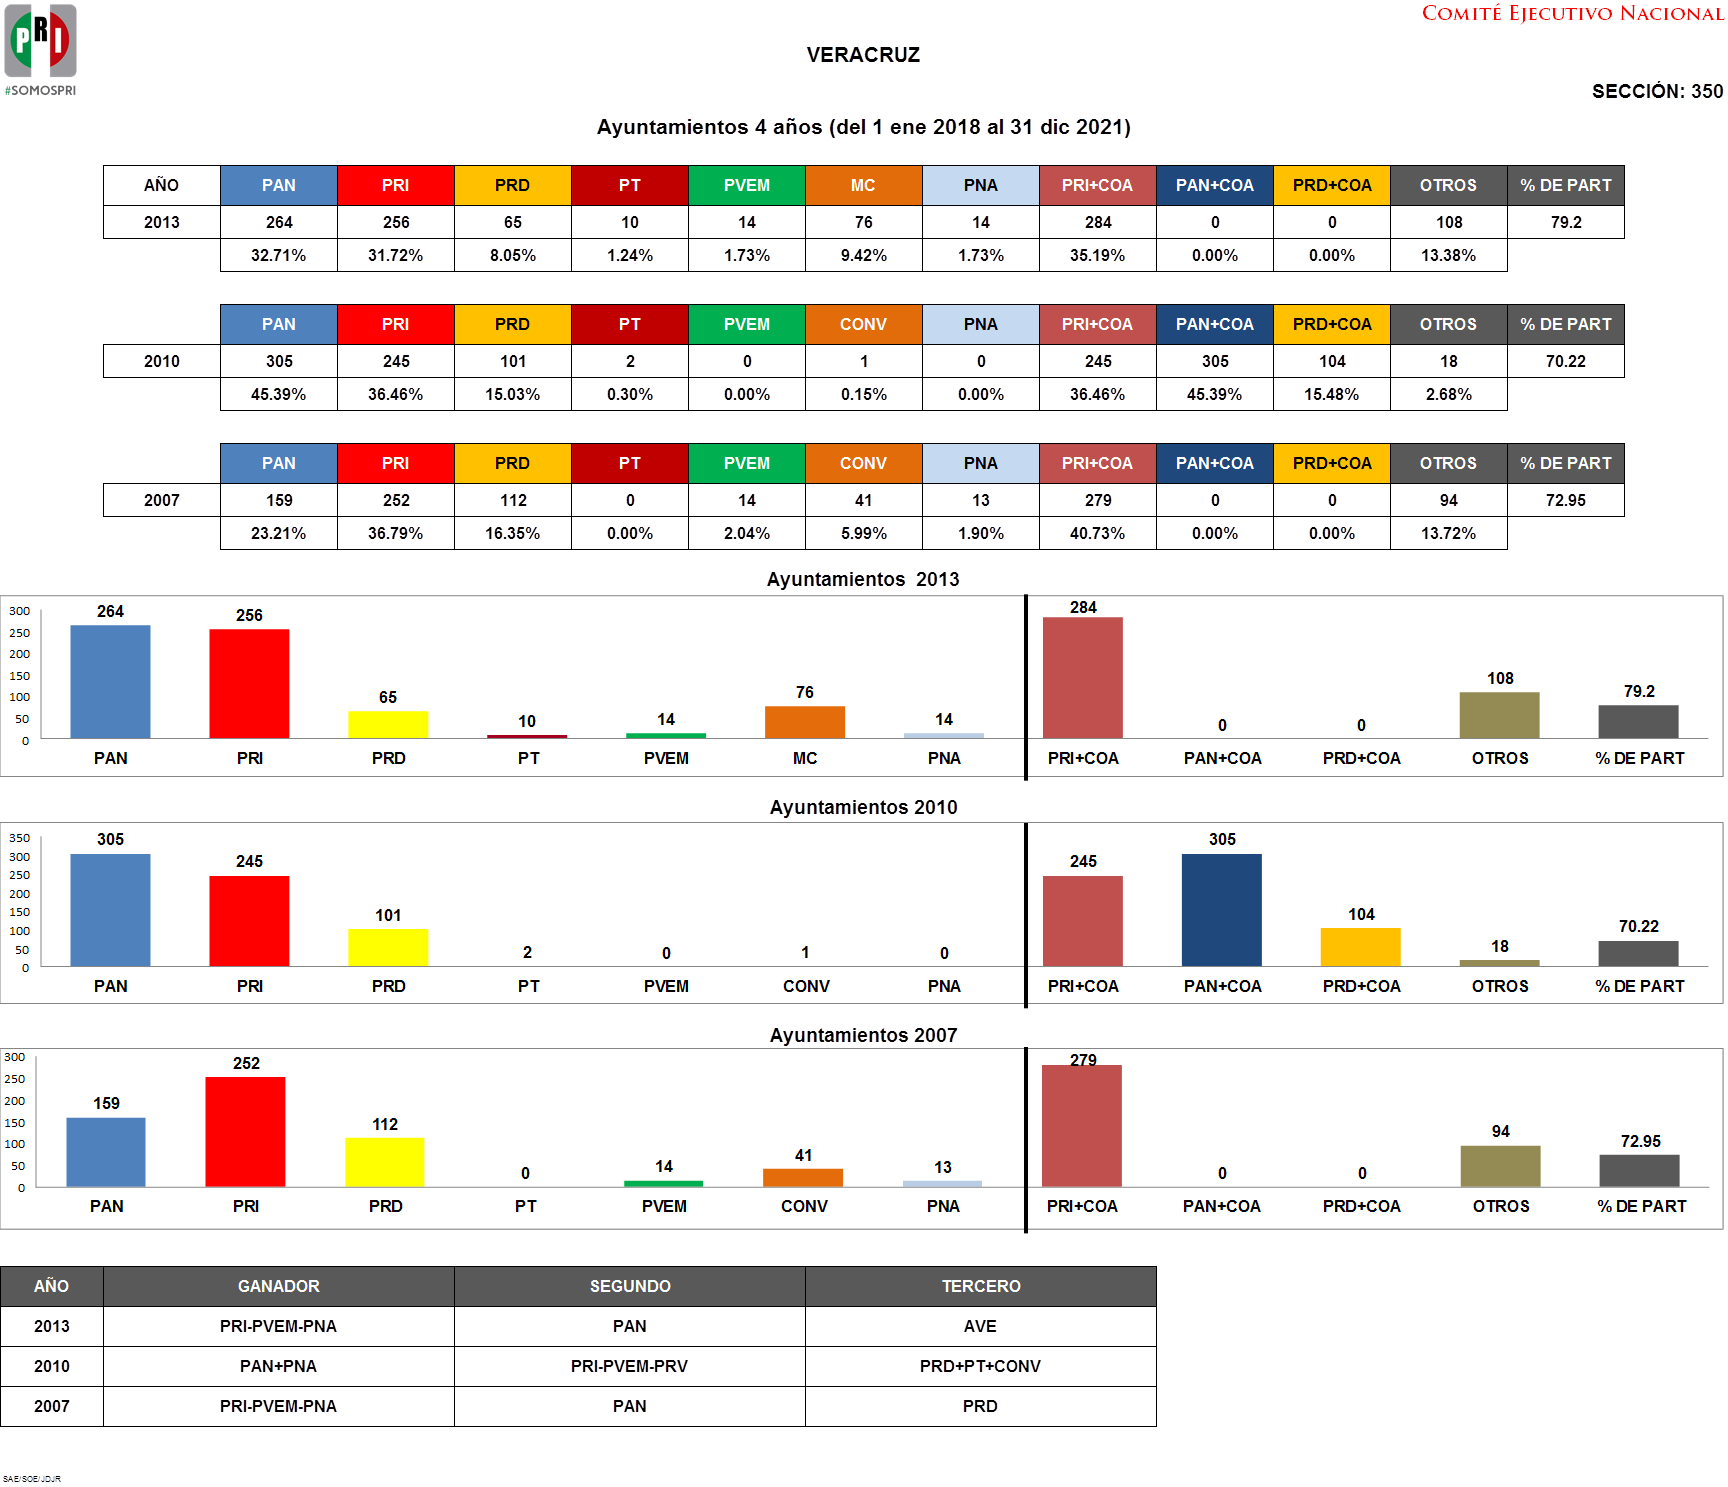 COMITÉ EJECUTIVO NACIONAL
PRI
#SOMOSPRI
VERACRUZ
SECCIÓN: 350
Ayuntamientos 4 años (del 1 ene 2018 al 31 dic 2021)
AÑO PAN PRI PRD PT PVEM MC PNA PRI+COA PAN+COA PRD+COA OTROS % DE PART
2013 264 256 65 10 14 76 14 284 0 0 108 79.2
32.71% 31.72% 8.05% 1.24% 1.73% 9.42% 1.73% 35.19% 0.00% 0.00% 13.38%
PAN PRI PRD PT PVEM CONV PNA PRI+COA PAN+COA PRD+COA OTROS % DE PART
2010 305 245 101 2 0 1 0 245 305 104 18 70.22
45.39% 36.46% 15.03% 0.30% 0.00% 0.15% 0.00% 36.46% 45.39% 15.48% 2.68%
PAN PRI PRD PT PVEM CONV PNA PRI+COA PAN+COA PRD+COA OTROS % DE PART
2007 159 252 112 0 14 41 13 279 0 0 94 72.95
23.21% 36.79% 16.35% 0.00% 2.04% 5.99% 1.90% 40.73% 0.00% 0.00% 13.72%
Ayuntamientos 2013
300
250
200
150
100
50
0
264 256 65 10 14 76 14 284 0 0 108 79.2
PAN PRI PRD PT PVEM MC PNA PRI+COA PAN+COA PRD+COA OTROS % DE PART
Ayuntamientos 2010
350
300
250
200
150
100
50
0
305 245 101 2 0 1 0 245 305 104 18 70.22
PAN PRI PRD PT PVEM CONV PNA PRI+COA PAN+COA PRD+COA OTROS % DE PART
Ayuntamientos 2007
300
250
200
150
100
50
0
159 252 112 0 14 41 13 279 0 0 94 72.95
PAN PRI PRD PT PVEM CONV PNA PRI+COA PAN+COA PRD+COA OTROS % DE PART
AÑO GANADOR SEGUNDO TERCERO
2013 PRI-PVEM-PNA PAN AVE
2010 PAN+PNA PRI-PVEM-PRV PRD+PT+CONV
2007 PRI-PVEM-PNA PAN PRD
SAE/SOE/JDJR